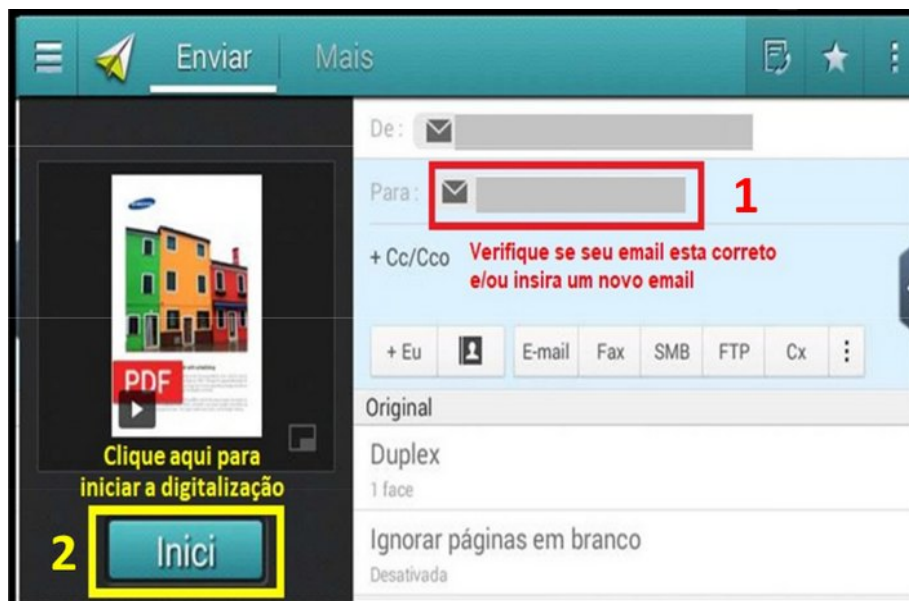 Enviar
Mais
De :
Para :
1
+ Cc/Cco
Verifique se seu email esta correto
e/ou insira um novo email
+ Eu
E-mail
Fax
SMB
FTP
Cx
PDF
Original
Clique aqui para
iniciar a digitalização
Duplex
1 face
2
Inici
Ignorar páginas em branco
Desativada